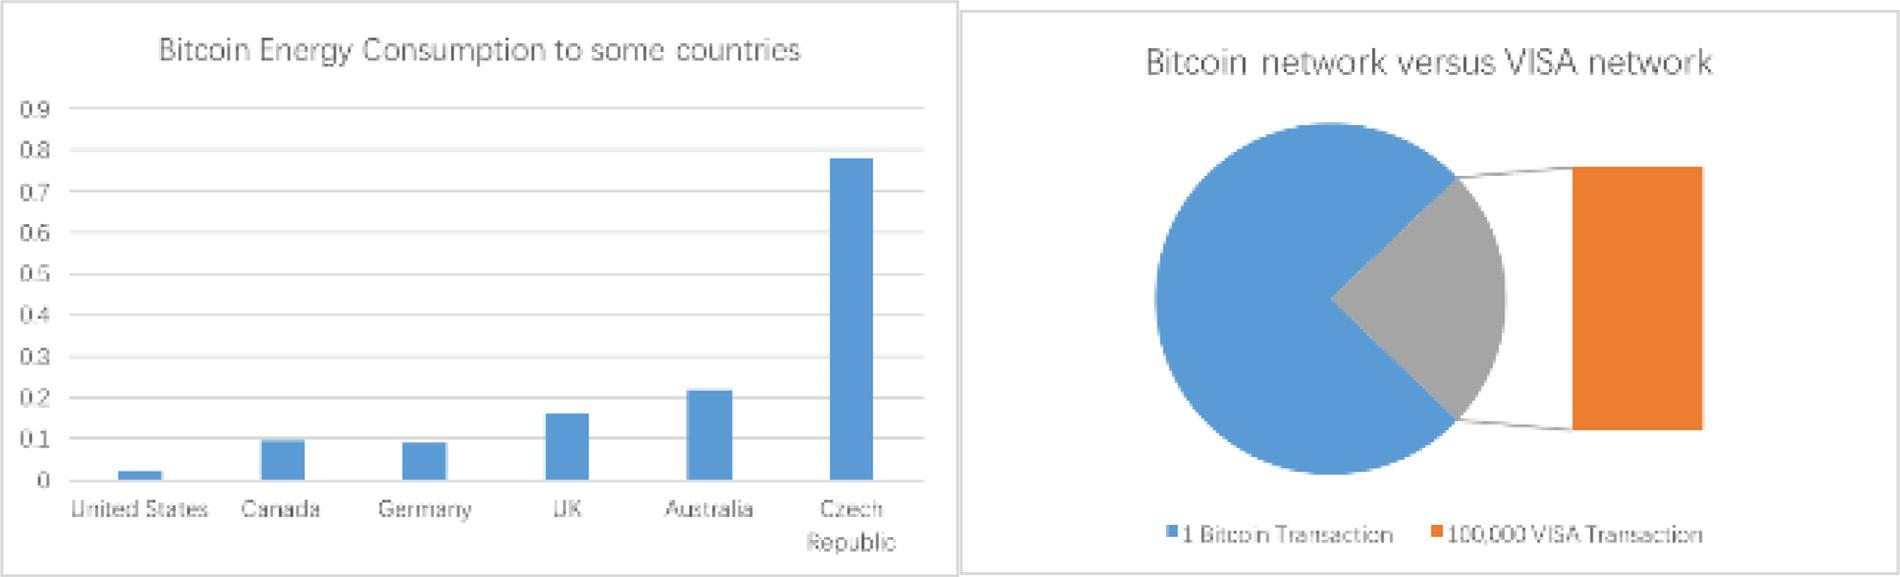 Bitcoin Energy Consumption to some countries
0.9
0.8
0.7
0.6
0.5
0.4
0.3
0.2
0.1
0
United States Canada Germany UK Australia Czech
Republic
Bitcoin network versus VISA network
1 Bitcoin Transaction 100,000 VISA Transaction